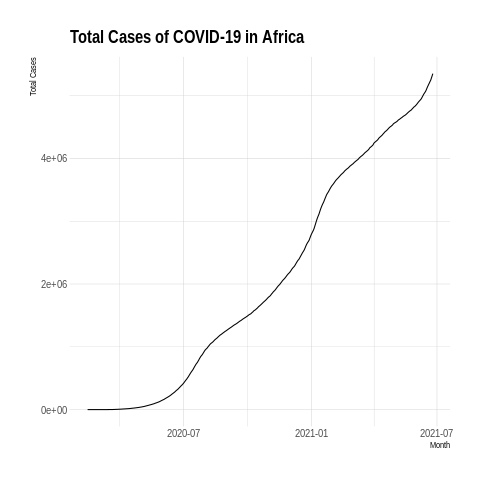 Total Cases of COVID-19 in Africa
Total Cases
4e+06
2e+06
0e+00
2020-07
2021-01
2021-07
Month